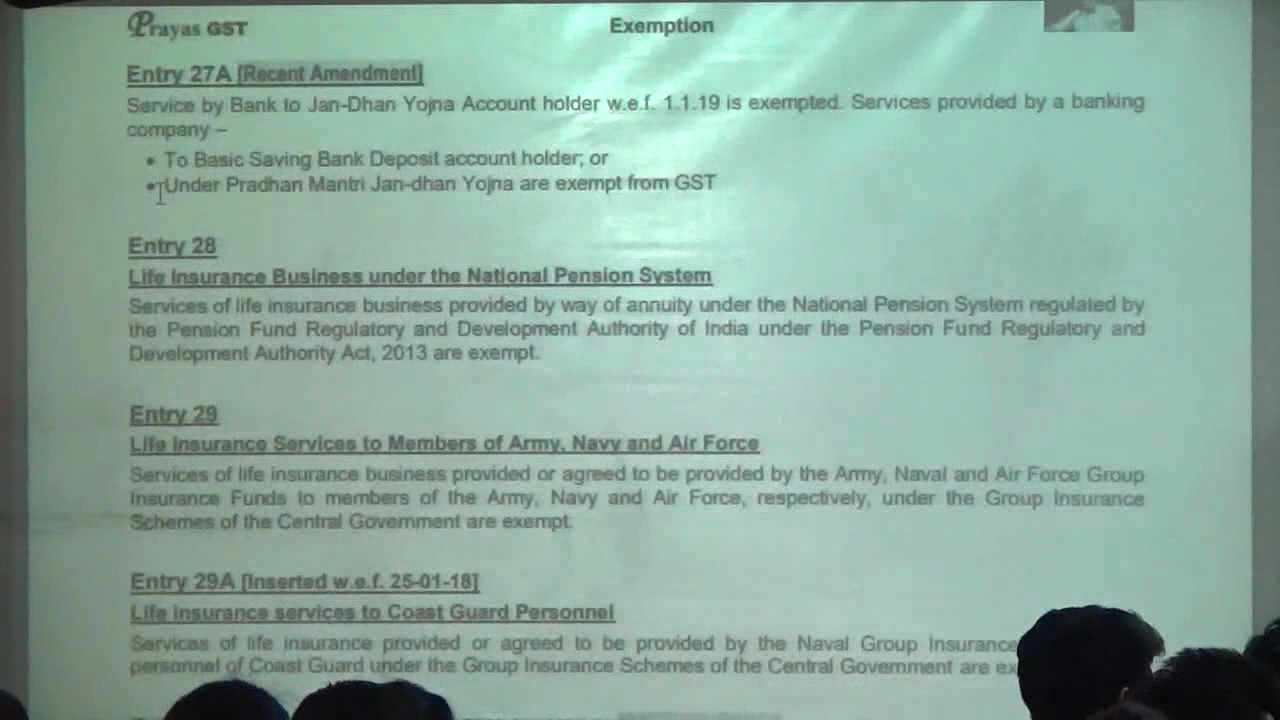 Prayas GST
Exemption
Entry 27A [Recent Amendment]
Service by Bank to Jan-Dhan Yojna Account holder w.e.f. 1.1.19 is exempted. Services provided by a banking
company –
• To Basic Saving Bank Deposit account holder; or
• Under Pradhan Mantri Jan-dhan Yojna are exempt from GST
Entry 28
Life Insurance Business under the National Pension System
Services of life insurance business provided by way of annuity under the National Pension System regulated by
the Pension Fund Regulatory and Development Authority of India under the Pension Fund Regulatory and
Development Authority Act, 2013 are exempt.
Entry 29
Life Insurance Services to Members of Army, Navy and Air Force
Services of life insurance business provided or agreed to be provided by the Army, Naval and Air Force Group
Insurance Funds to members of the Army, Navy and Air Force, respectively, under the Group Insurance
Schemes of the Central Government are exempt.
Entry 29A [Inserted w.e.f. 25-01-18]
Life insurance services to Coast Guard Personnel
Services of life insurance provided or agreed to be provided by the Naval Group Insurance
personnel of Coast Guard under the Group Insurance Schemes of the Central Government are